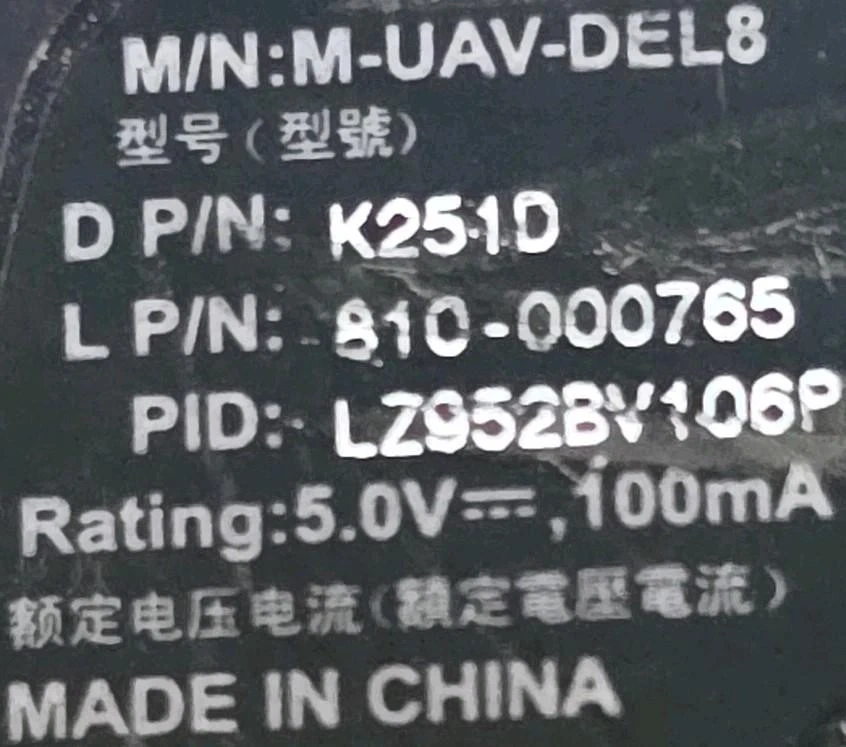 M/N:M-UAV-DEL8
型号（型號）
D P/N: K251D
L P/N: 810-000765
PID: LZ952BV106P
Rating:5.0V⎓,100mA
额定电压电流（額定電壓電流）
MADE IN CHINA